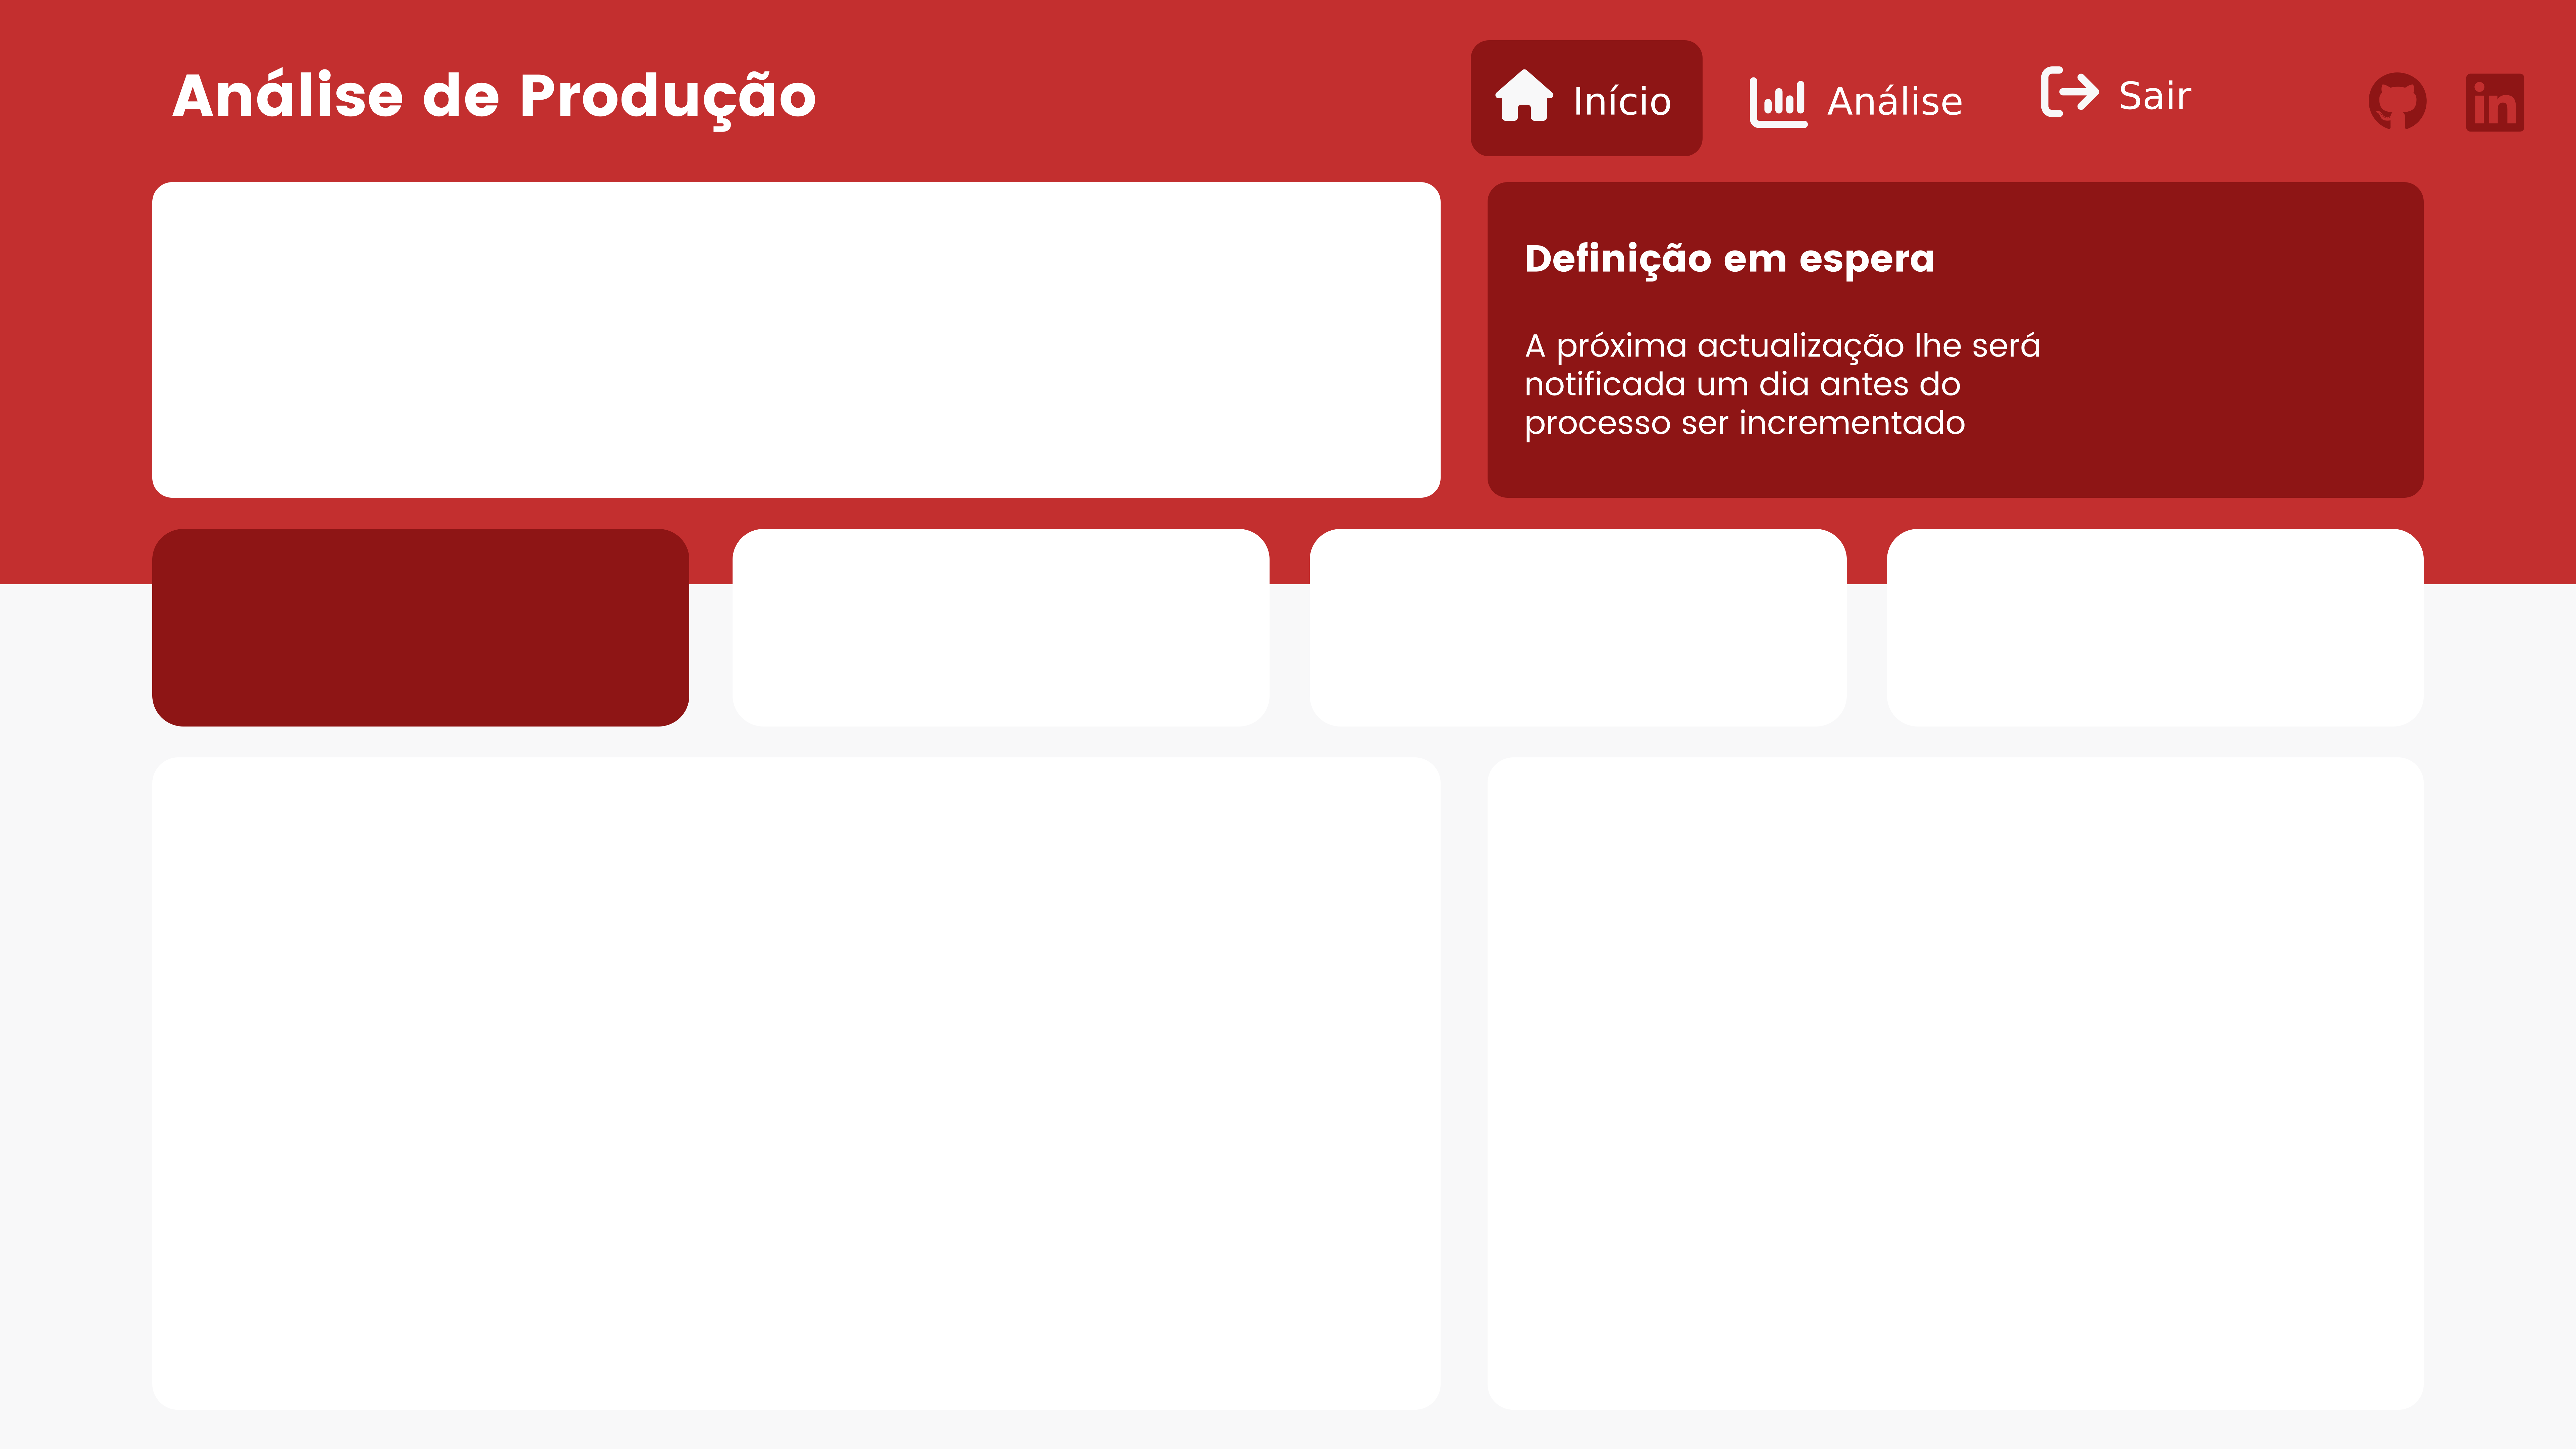 Análise de Produção
Início
Análise
Sair
in
Definição em espera
A próxima actualização lhe será
notificada um dia antes do
processo ser incrementado